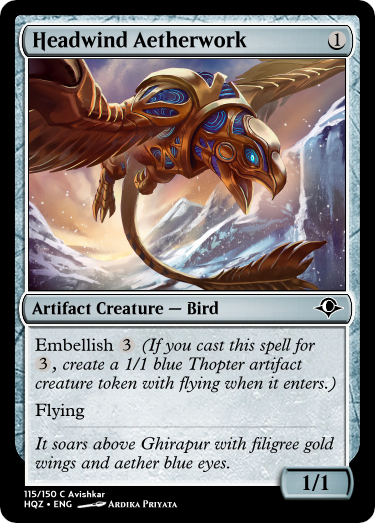 Headwind Aetherwork 1
Artifact Creature — Bird
Embellish 3 (If you cast this spell for
3, create a 1/1 blue Thopter artifact
creature token with flying when it enters.)
Flying
It soars above Ghirapur with filigree gold
wings and aether blue eyes.
1/1
115/150 C Avishkar
HQZ • ENG Ardika Priyata